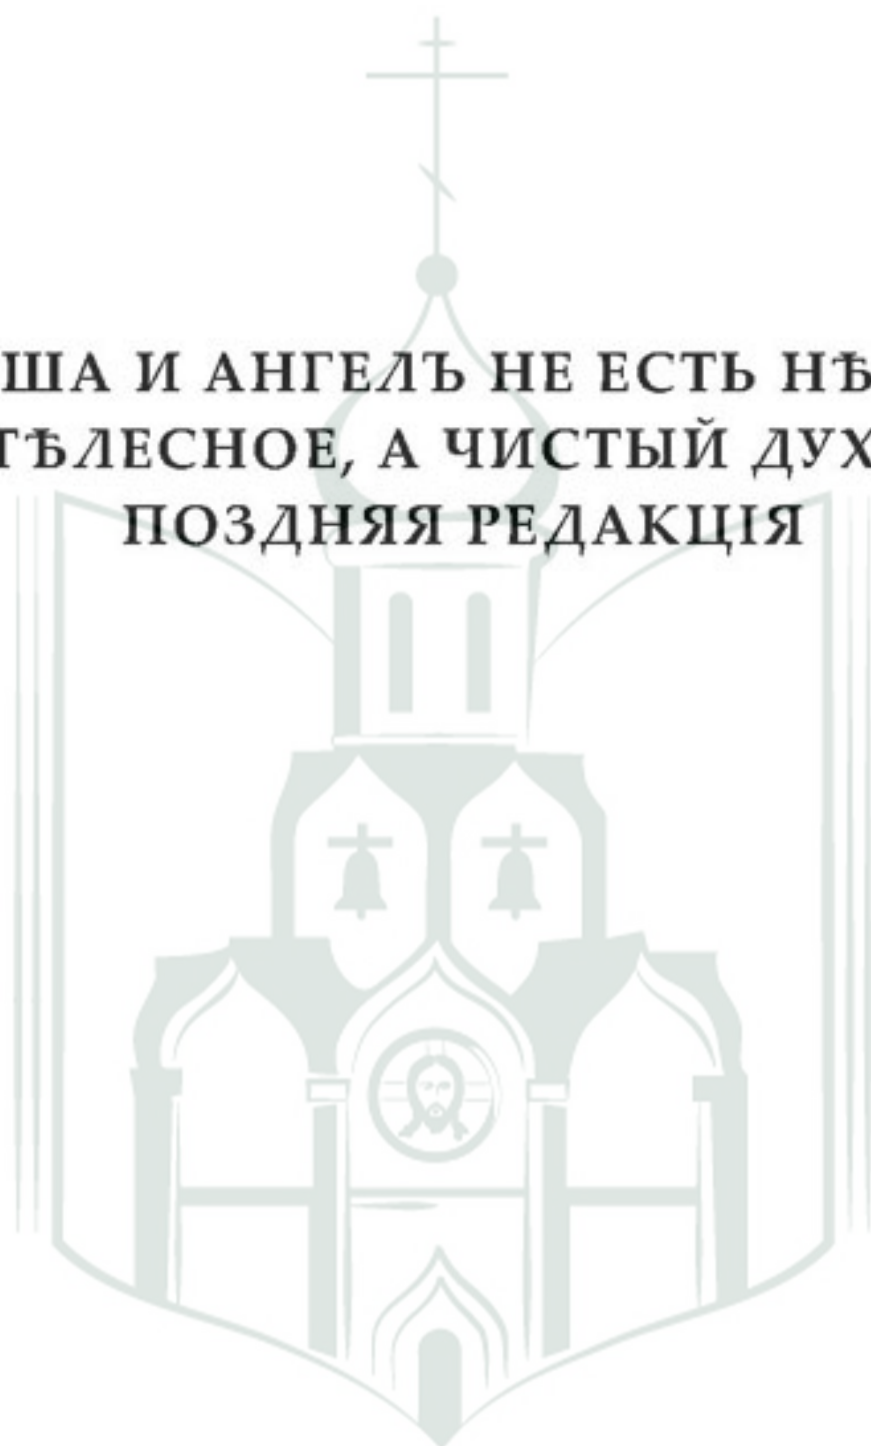 ША И АНГЕЛЪ НЕ ЕСТЬ НѢ
ТѢЛЕСНОЕ, А ЧИСТЫЙ ДУХ
ПОЗДНЯЯ РЕДАКЦІЯ